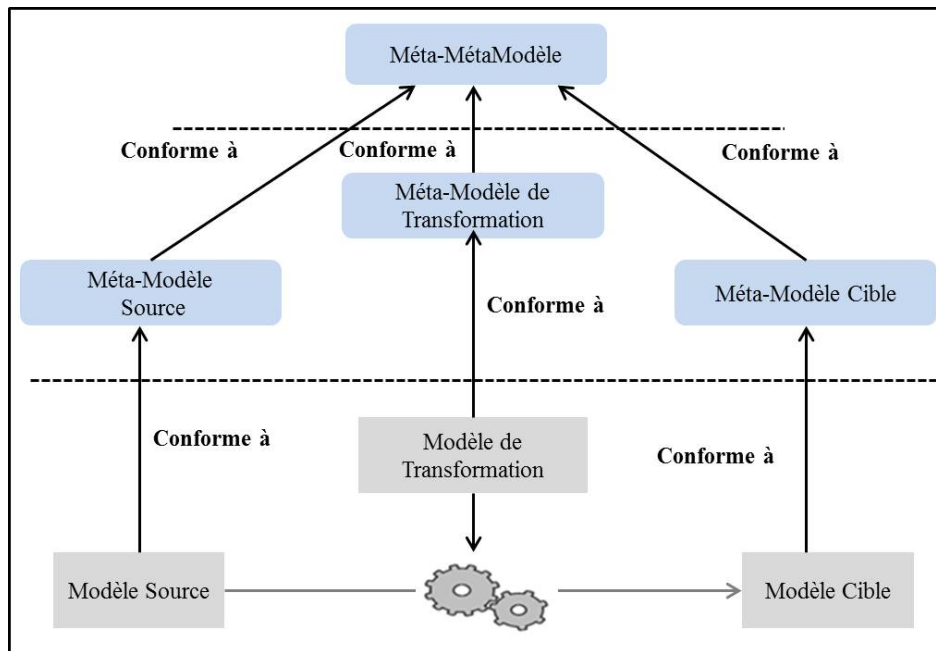 Méta-MétaModèle
Conforme à
Conforme à
Conforme à
Méta-Modèle de
Transformation
Méta-Modèle
Source
Méta-Modèle Cible
Conforme à
Conforme à
Modèle de
Transformation
Conforme à
Modèle Source
Modèle Cible